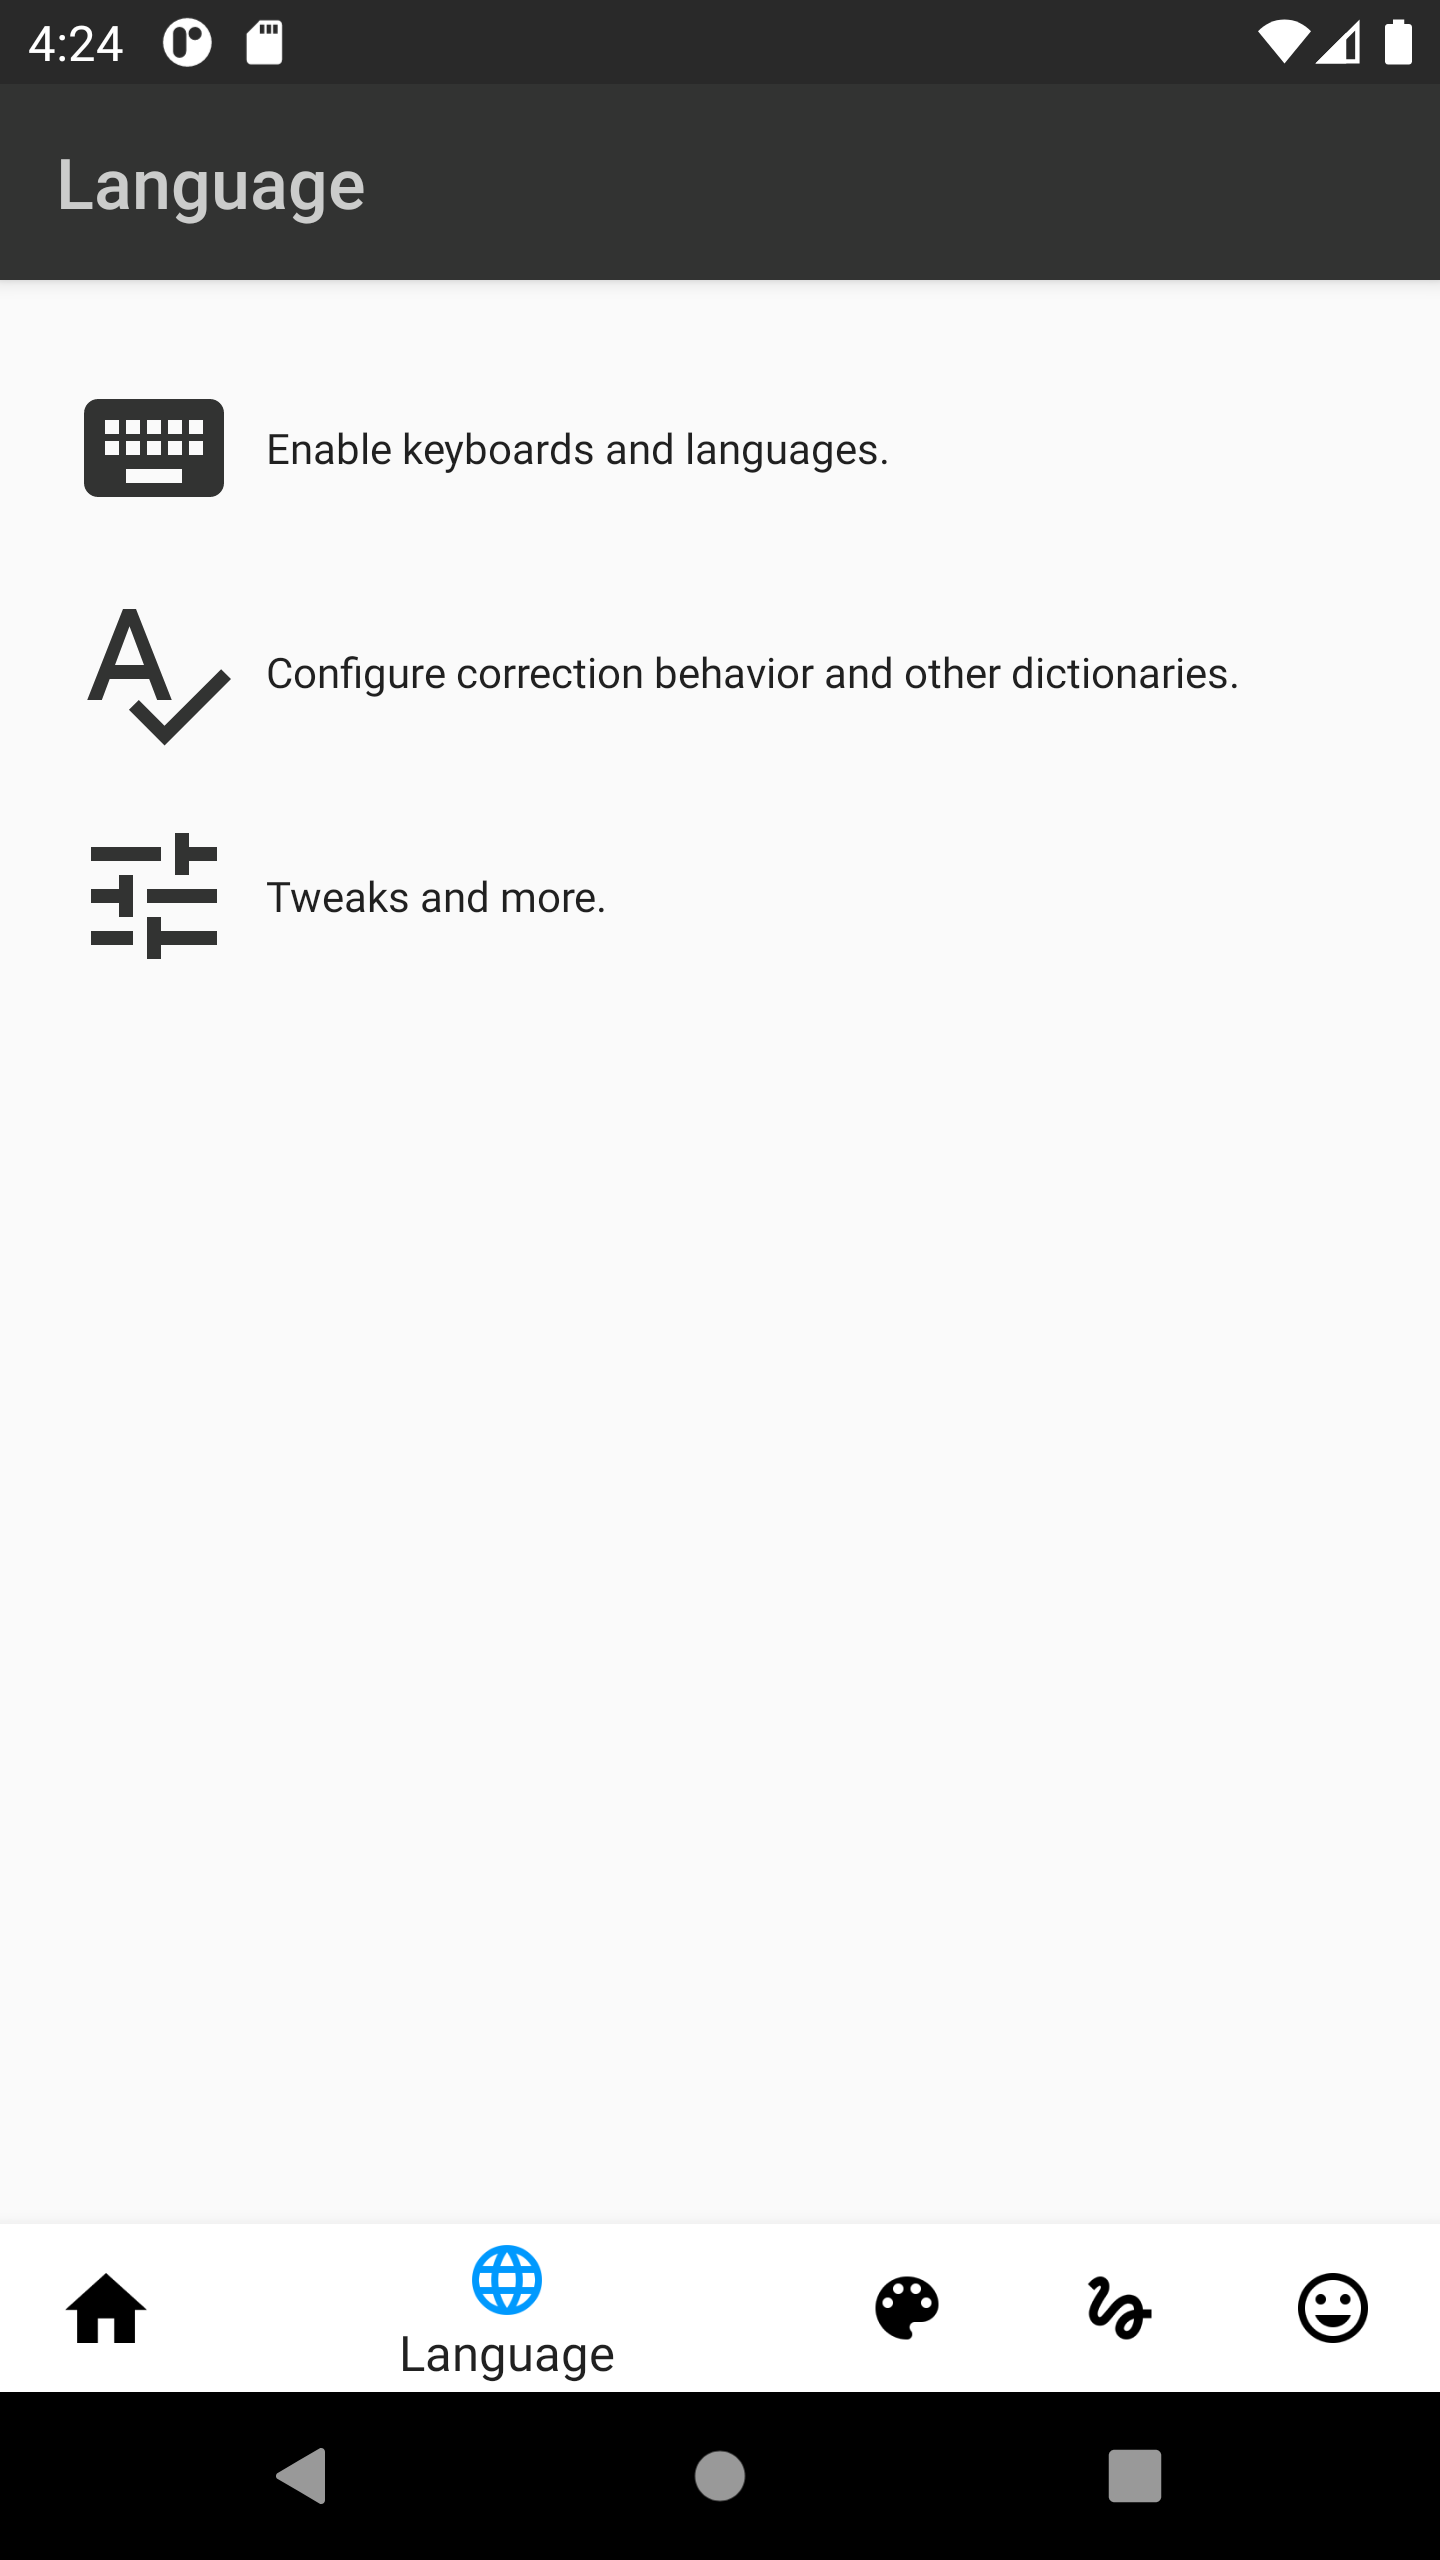 4:24
Language
Enable keyboards and languages.
Configure correction behavior and other dictionaries.
Tweaks and more.
Language